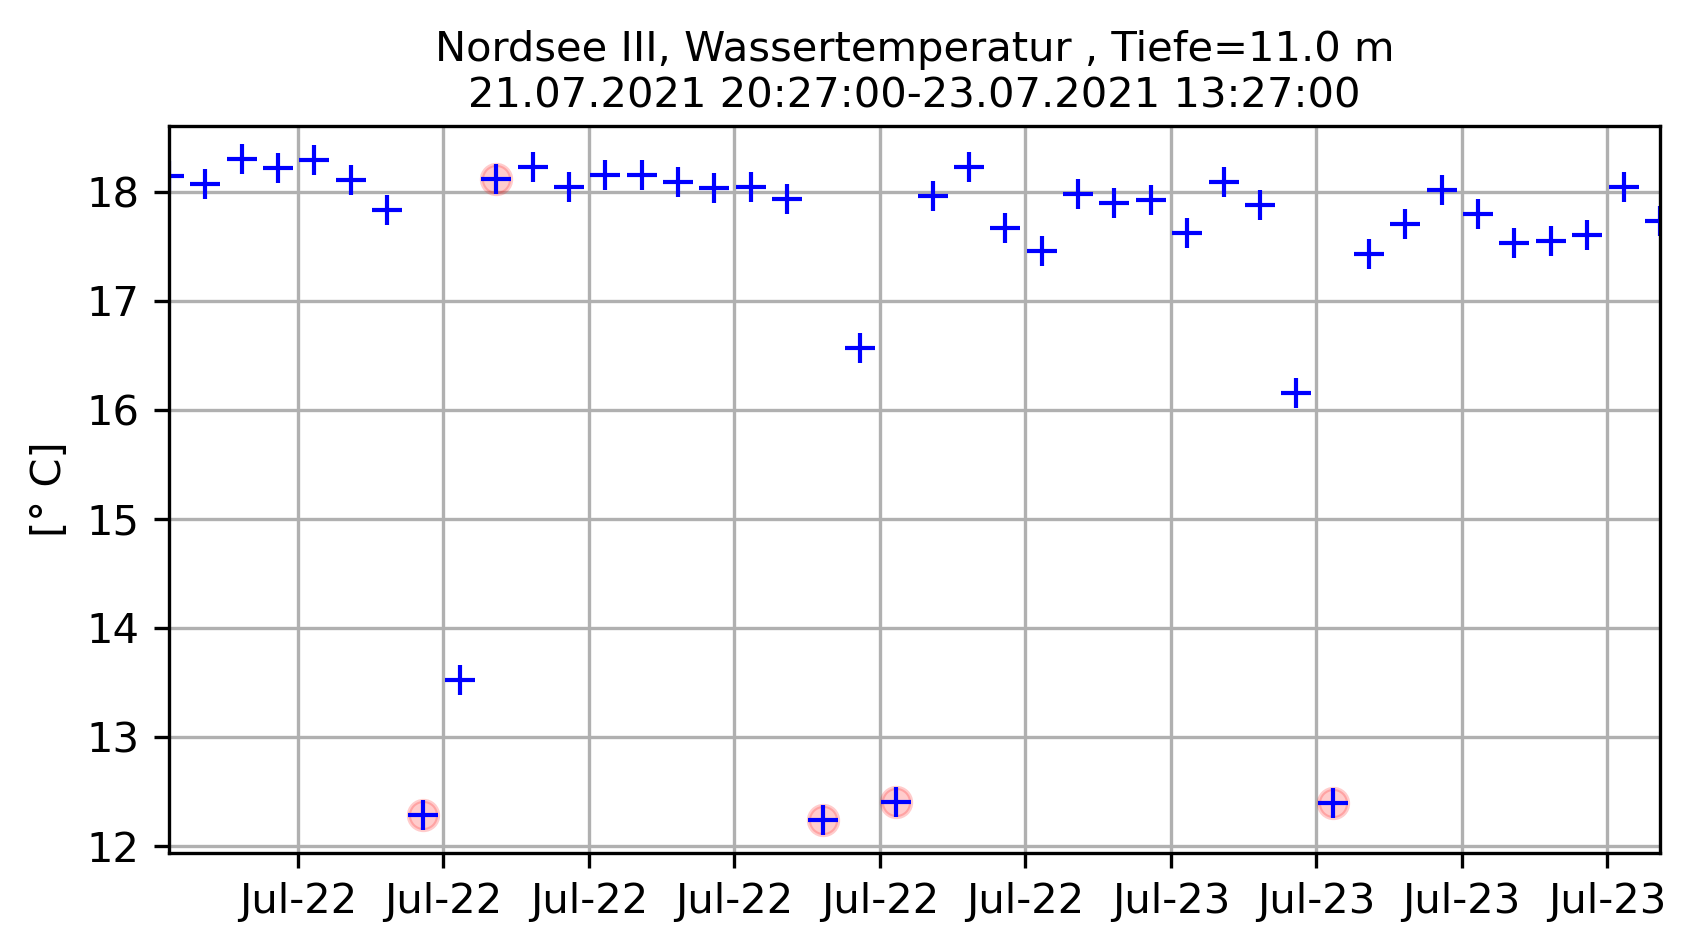 Nordsee III, Wassertemperatur , Tiefe=11.0 m
21.07.2021 20:27:00-23.07.2021 13:27:00
[° C]
18
17
16
15
14
13
12
Jul-22 Jul-22 Jul-22 Jul-22 Jul-22 Jul-22 Jul-23 Jul-23 Jul-23 Jul-23